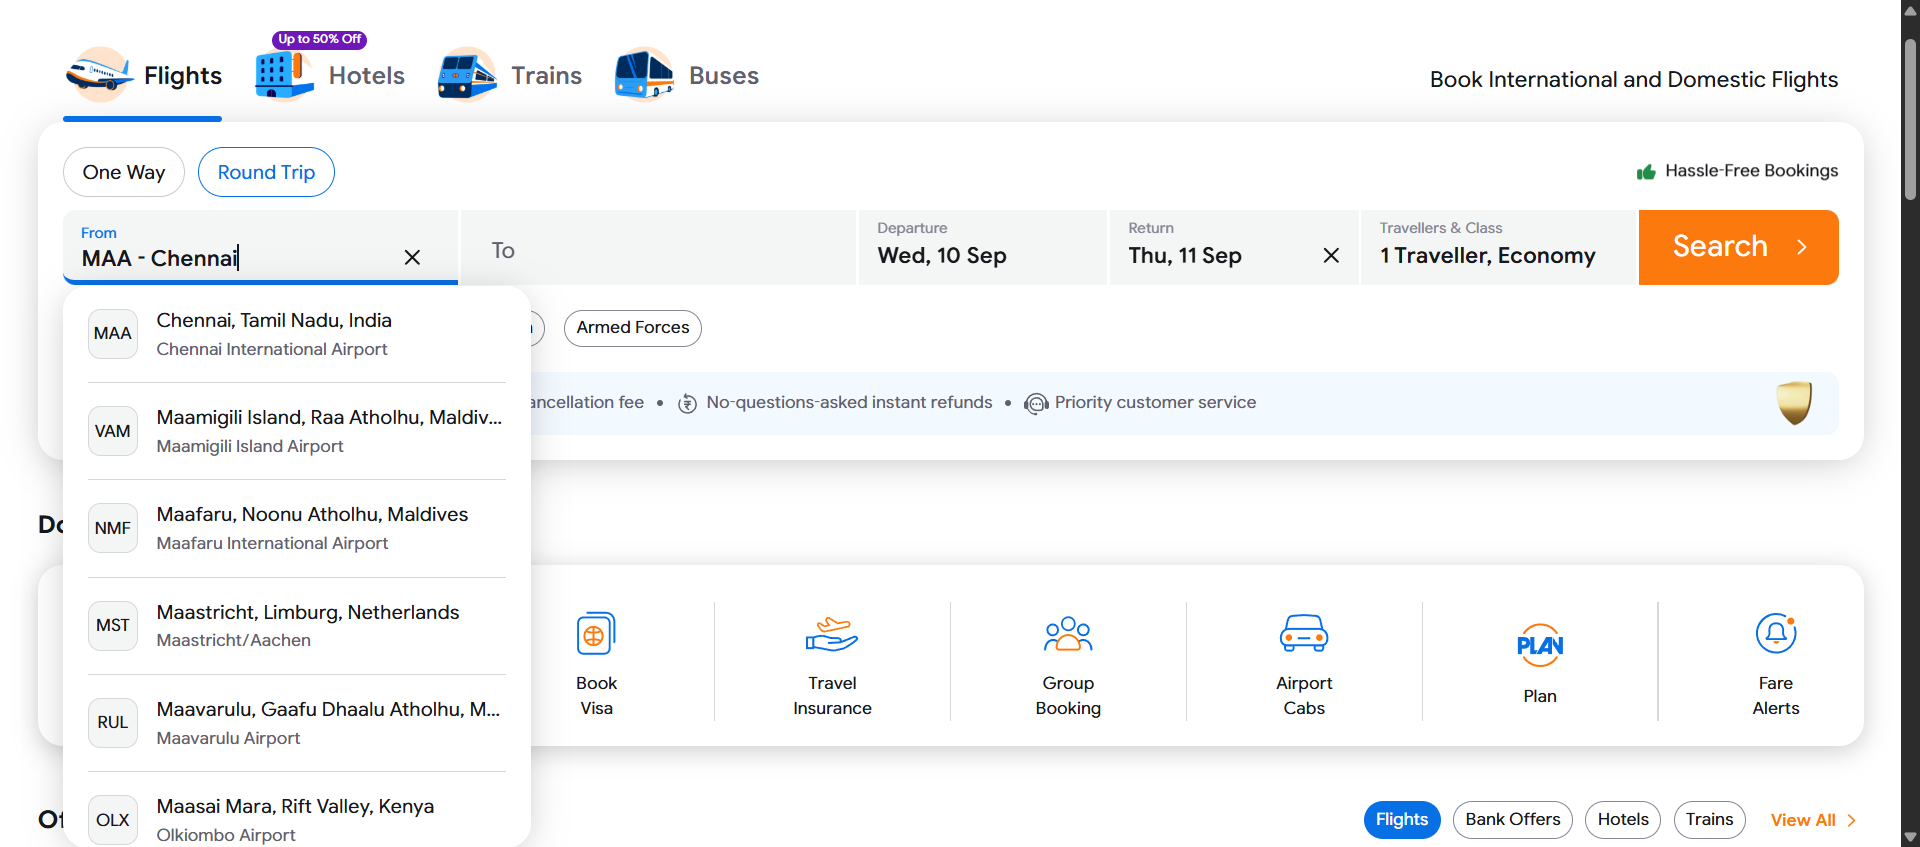 Up to 50% Off
Flights
Hotels
Trains
Buses
Book International and Domestic Flights
One Way
Round Trip
Hassle-Free Bookings
From
MAA - Chennai
To
Departure
Wed, 10 Sep
Return
Thu, 11 Sep
Travellers & Class
1 Traveller, Economy
Search
MAA
Chennai, Tamil Nadu, India
Chennai International Airport
Armed Forces
VAM
Maamigili Island, Raa Atholhu, Maldiv...
Maamigili Island Airport
ancellation fee • No-questions-asked instant refunds • Priority customer service
NMF
Maafaru, Noonu Atholhu, Maldives
Maafaru International Airport
MST
Maastricht, Limburg, Netherlands
Maastricht/Aachen
RUL
Maavarulu, Gaafu Dhaalu Atholhu, M...
Maavarulu Airport
OLX
Maasai Mara, Rift Valley, Kenya
Olkiombo Airport
Book
Visa
Travel
Insurance
Group
Booking
Airport
Cabs
PLAN
Plan
Fare
Alerts
Flights
Bank Offers
Hotels
Trains
View All